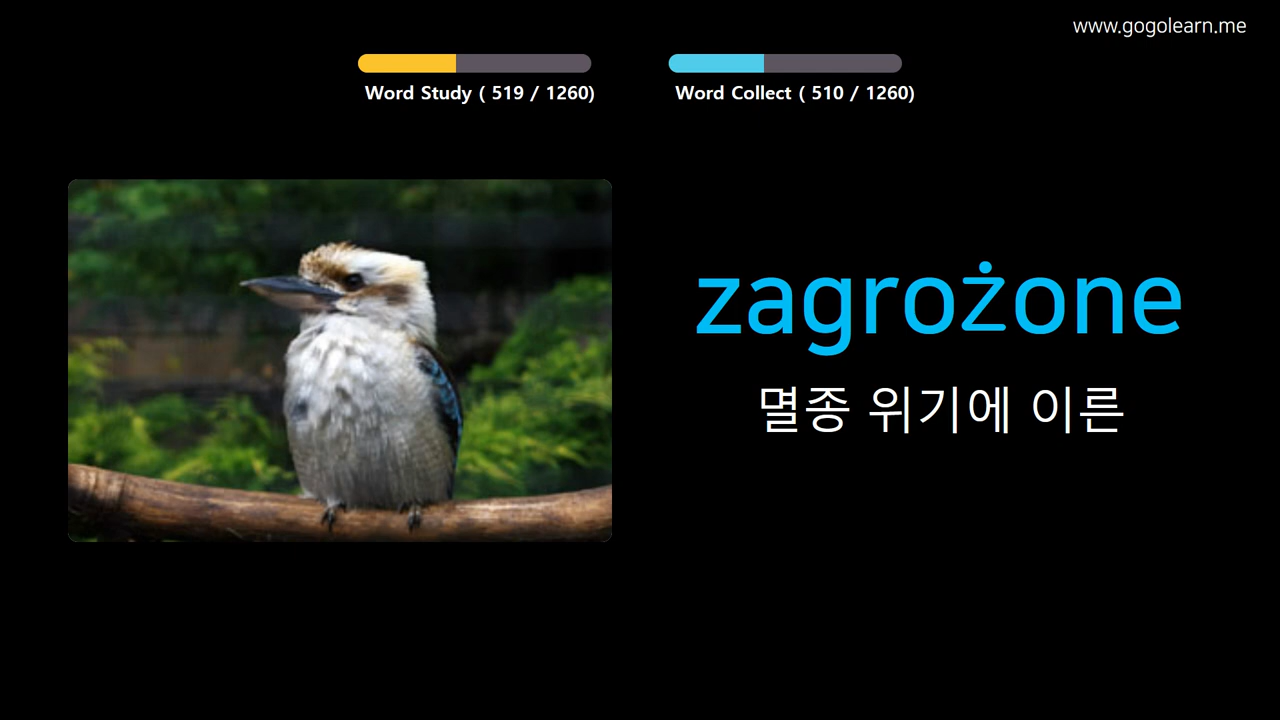 www.gogolearn.me
Word Study ( 519 / 1260)
Word Collect ( 510 / 1260)
zagrożone
멸종 위기에 이른